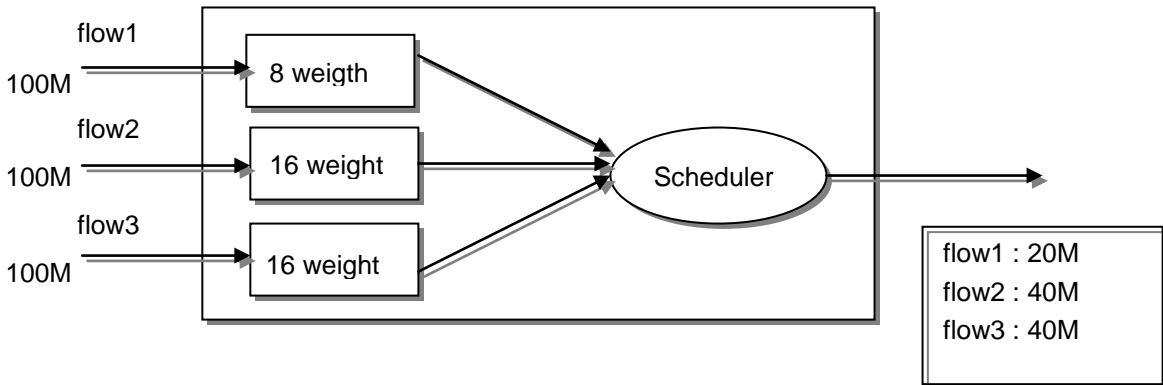 flow1
100M
8 weigth
flow2
100M
16 weight
flow3
100M
16 weight
Scheduler
flow1 : 20M
flow2 : 40M
flow3 : 40M